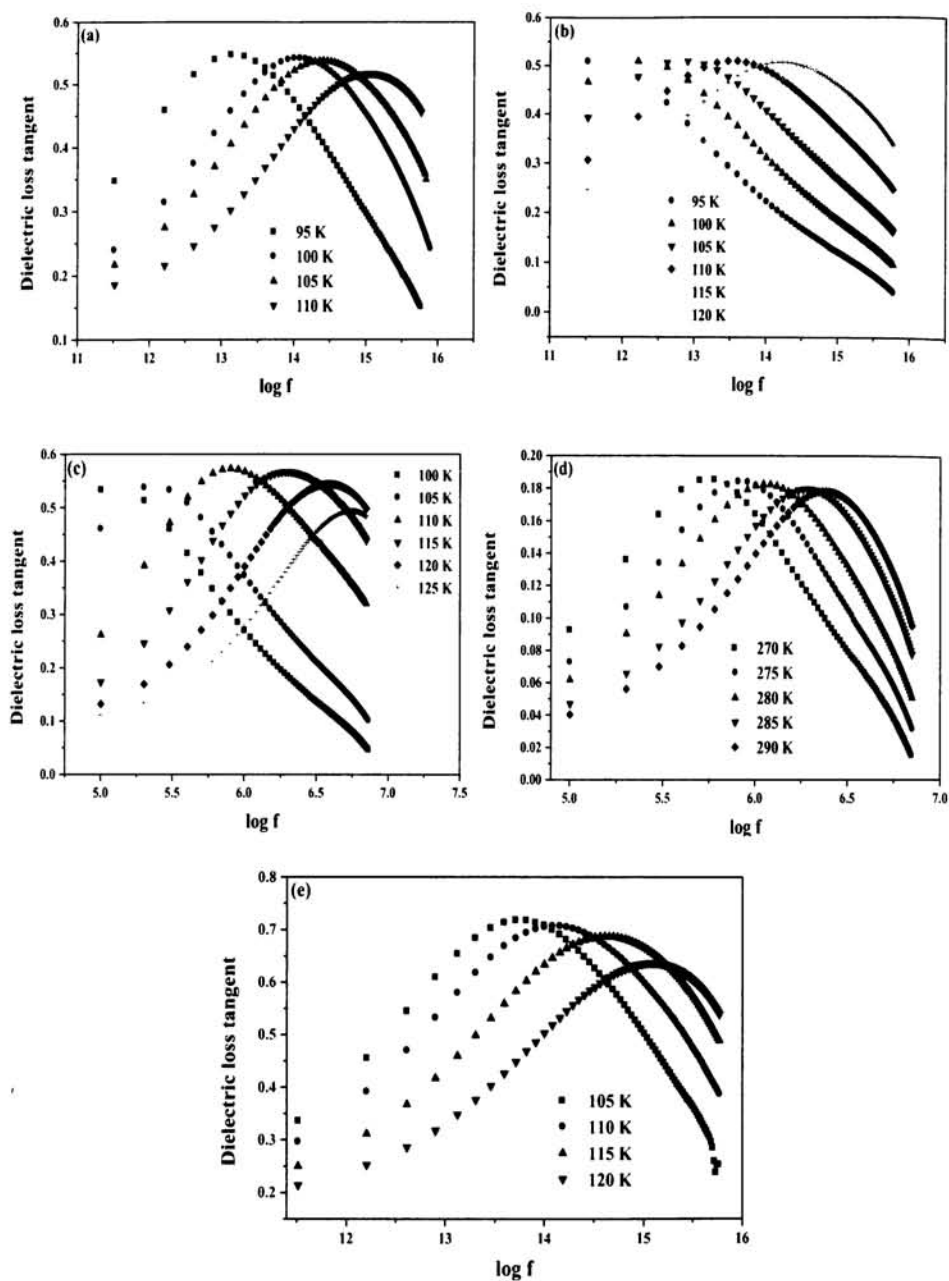 (a)
0.6
0.5
0.4
0.3
0.2
0.1
Dielectric loss tangent
95 K
100 K
105 K
110 K
11 12 13 14 15 16
log f
(b)
0.6
0.5
0.4
0.3
0.2
0.1
0.0
Dielectric loss tangent
95 K
100 K
105 K
110 K
115 K
120 K
11 12 13 14 15 16
log f
(c)
0.6
0.5
0.4
0.3
0.2
0.1
0.0
Dielectric loss tangent
100 K
105 K
110 K
115 K
120 K
125 K
5.0 5.5 6.0 6.5 7.0 7.5
log f
(d)
0.20
0.18
0.16
0.14
0.12
0.10
0.08
0.06
0.04
0.02
0.00
Dielectric loss tangent
270 K
275 K
280 K
285 K
290 K
5.0 5.5 6.0 6.5 7.0
log f
(e)
0.8
0.7
0.6
0.5
0.4
0.3
0.2
Dielectric loss tangent
105 K
110 K
115 K
120 K
12 13 14 15 16
log f